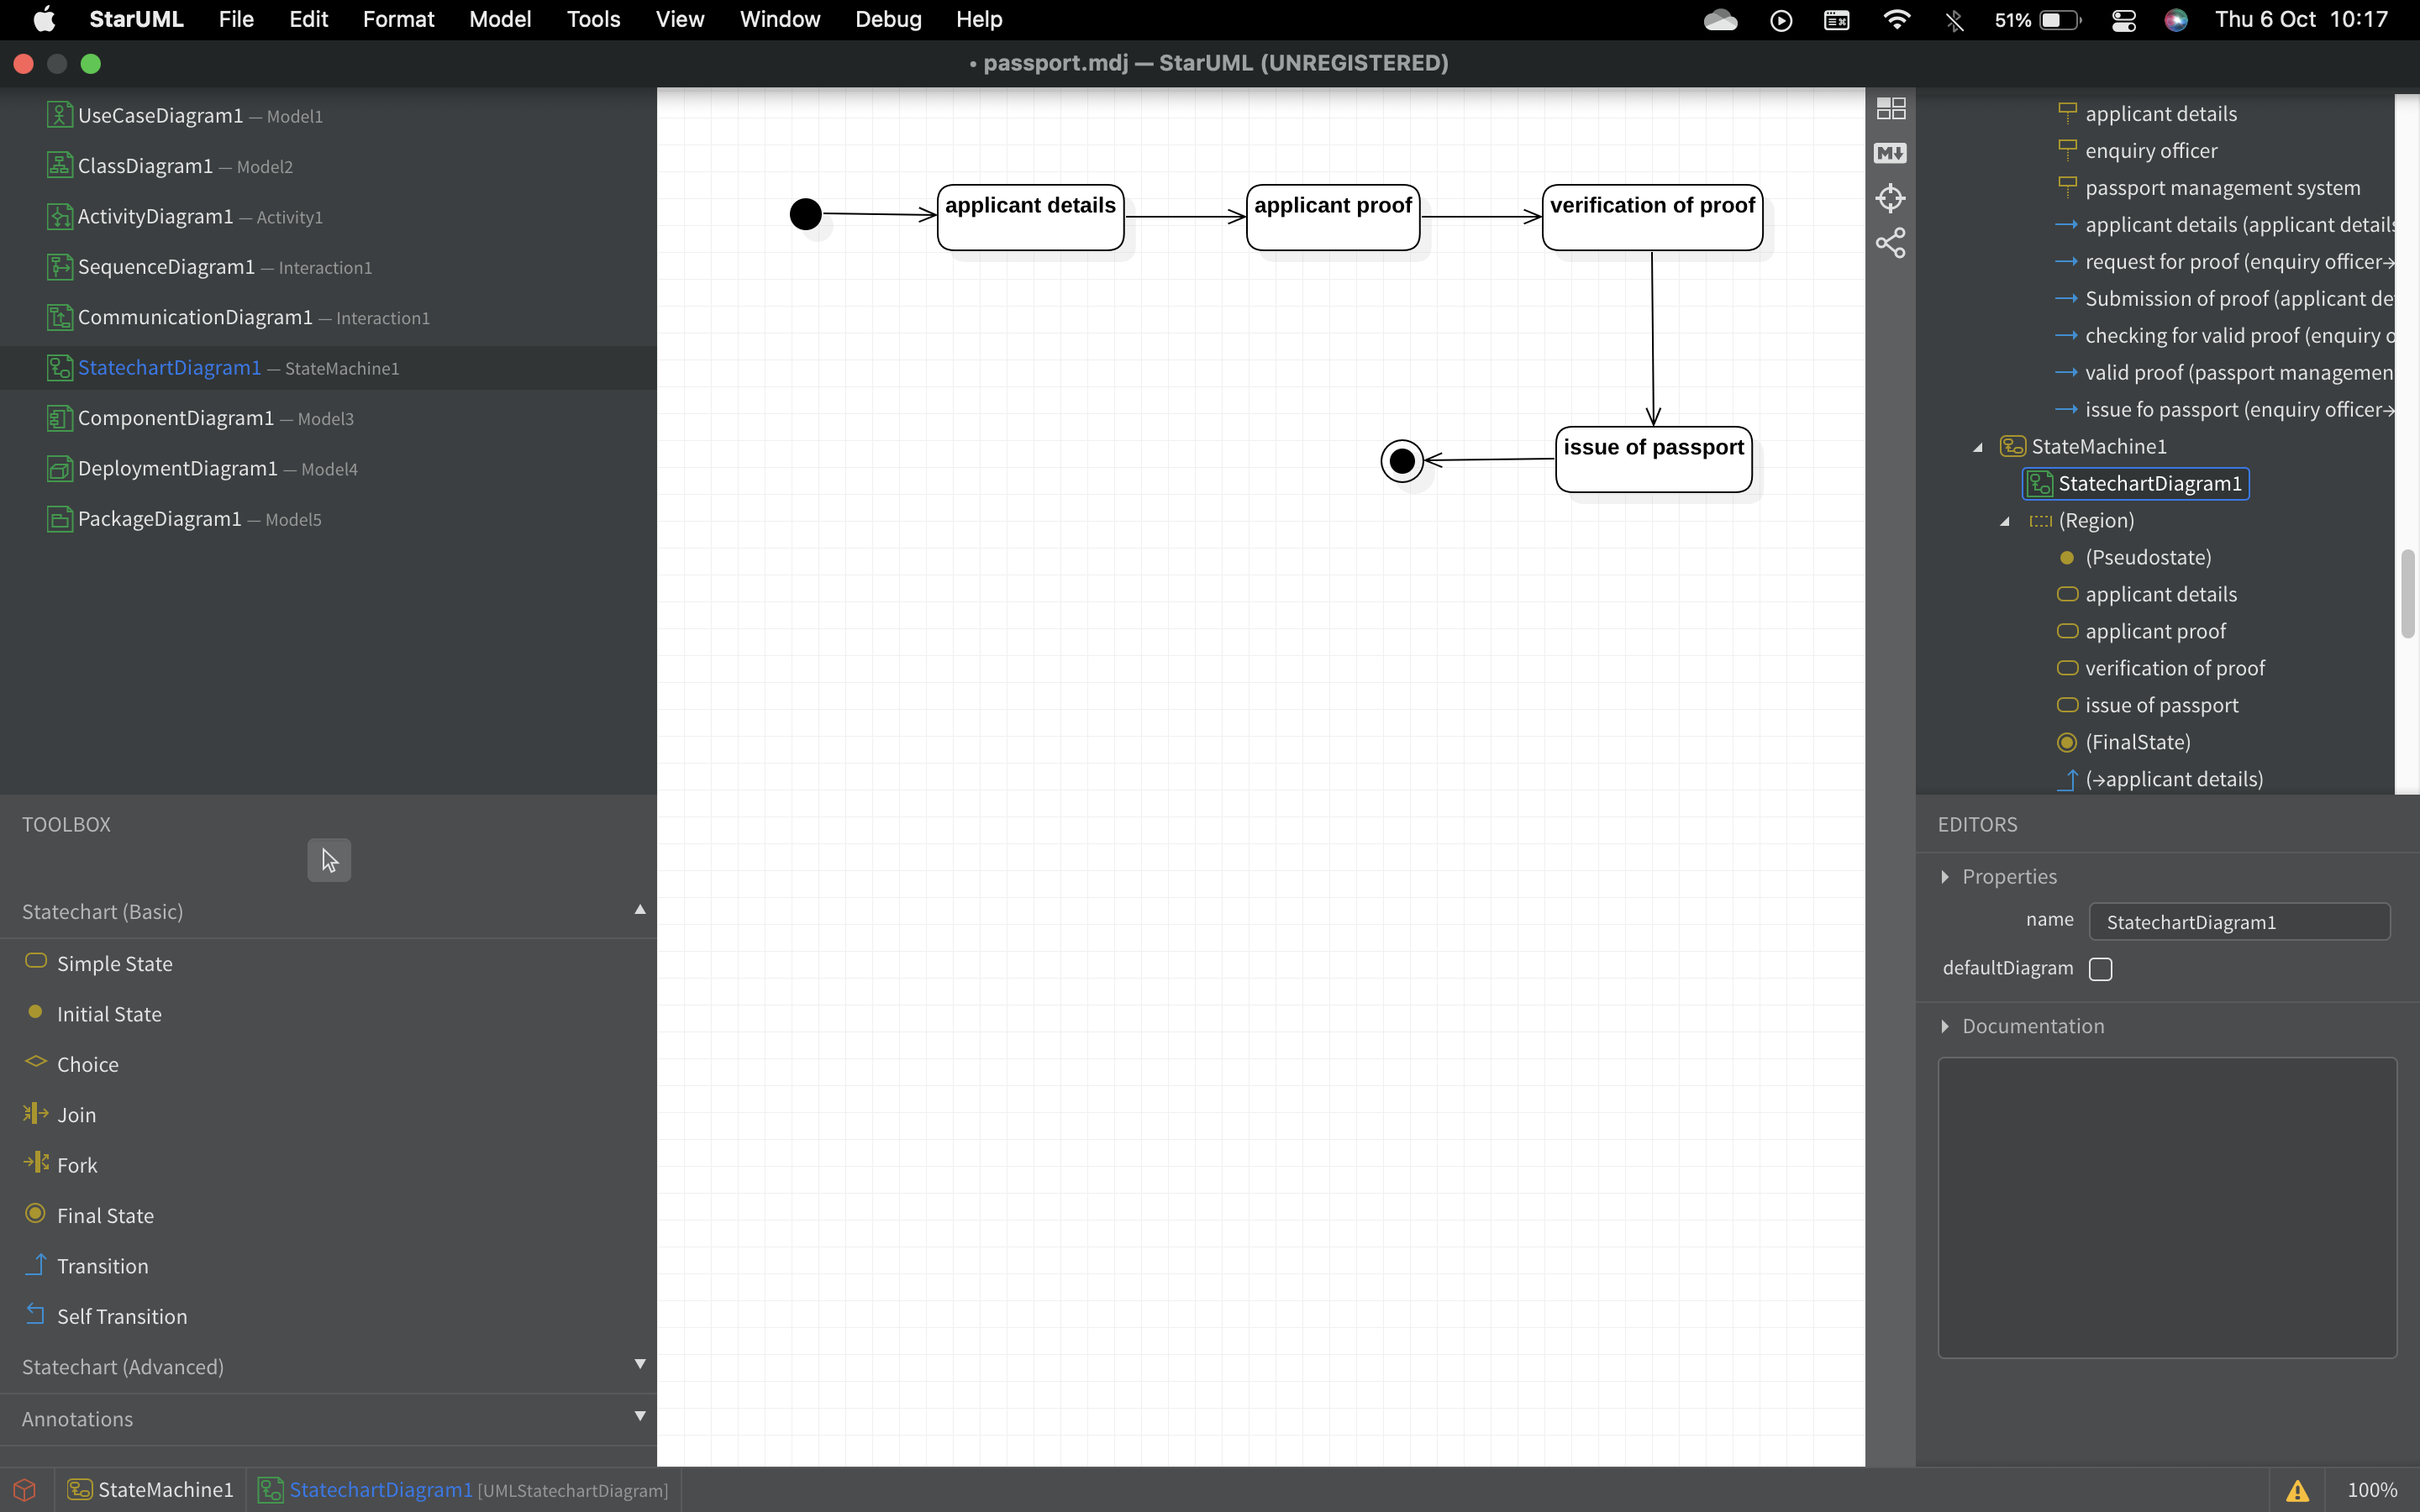 StarUML File Edit Format Model Tools View Window Debug Help 51% Thu 6 Oct 10:17
• passport.mdj — StarUML (UNREGISTERED)
UseCaseDiagram1 — Model1
ClassDiagram1 — Model2
ActivityDiagram1 — Activity1
SequenceDiagram1 — Interaction1
CommunicationDiagram1 — Interaction1
StatechartDiagram1 — StateMachine1
ComponentDiagram1 — Model3
DeploymentDiagram1 — Model4
PackageDiagram1 — Model5
TOOLBOX
Statechart (Basic)
Simple State
Initial State
Choice
Join
Fork
Final State
Transition
Self Transition
Statechart (Advanced)
Annotations
applicant details
applicant proof
verification of proof
issue of passport
M
applicant details
enquiry officer
passport management system
applicant details (applicant details
request for proof (enquiry officer→
Submission of proof (applicant de
checking for valid proof (enquiry o
valid proof (passport managemen
issue fo passport (enquiry officer→
StateMachine1
StatechartDiagram1
(Region)
(Pseudostate)
applicant details
applicant proof
verification of proof
issue of passport
(FinalState)
(→applicant details)
EDITORS
Properties
name StatechartDiagram1
defaultDiagram
Documentation
StateMachine1 StatechartDiagram1 [UMLStatechartDiagram] 100%